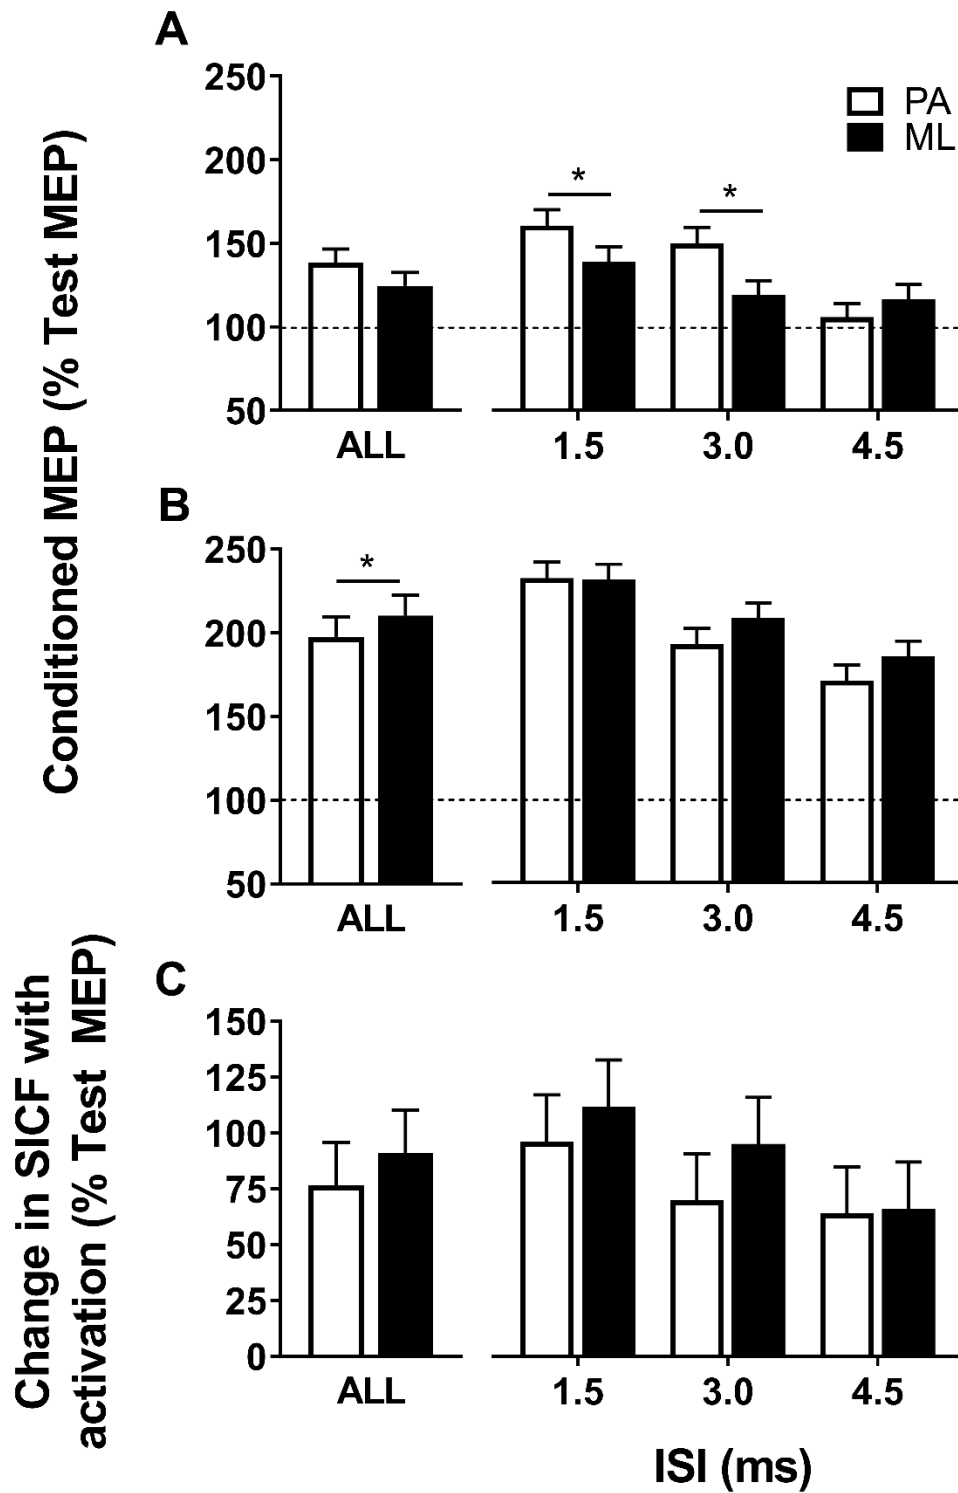 A
250
200
150
100
50
PA
ML
*
*
ALL
1.5
3.0
4.5
Conditioned MEP (% Test MEP)
B
250
200
150
100
50
*
ALL
1.5
3.0
4.5
C
Change in SICF with
activation (% Test MEP)
150
125
100
75
50
25
0
ALL
1.5
3.0
4.5
ISI (ms)